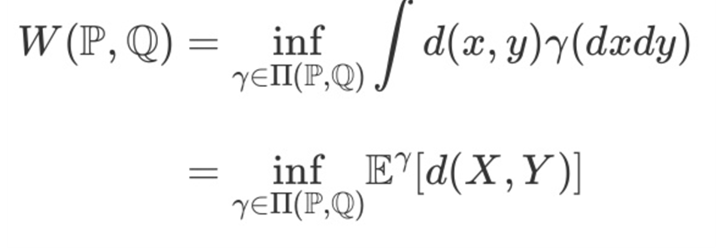 W(ℙ, ℚ) = inf_{γ∈Π(ℙ,ℚ)} ∫ d(x, y)γ(dxdy)
= inf_{γ∈Π(ℙ,ℚ)} 𝔼^γ[d(X, Y)]